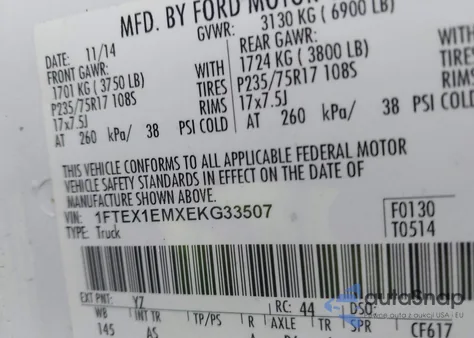 MFD. BY FORD MOTOR
DATE: 11/14 GVWR: 3130 KG ( 6900 LB)
FRONT GAWR: REAR GAWR:
1701 KG ( 3750 LB) WITH 1724 KG ( 3800 LB) WITH
P235/75R17 108S TIRES P235/75R17 108S TIRES
17x7.5J RIMS 17x7.5J RIMS
AT 260 kPa/ 38 PSI COLD AT 260 kPa/ 38 PSI COLD
THIS VEHICLE CONFORMS TO ALL APPLICABLE FEDERAL MOTOR
VEHICLE SAFETY STANDARDS IN EFFECT ON THE DATE OF
MANUFACTURE SHOWN ABOVE.
VIN: 1FTEX1EMXEKG33507 F0130
TYPE: Truck T0514
EXT PNT: YZ RC: 44 DSO:
WB INT TR TP/PS R AXLE TR SPR
145 AS CF617
autoSnap